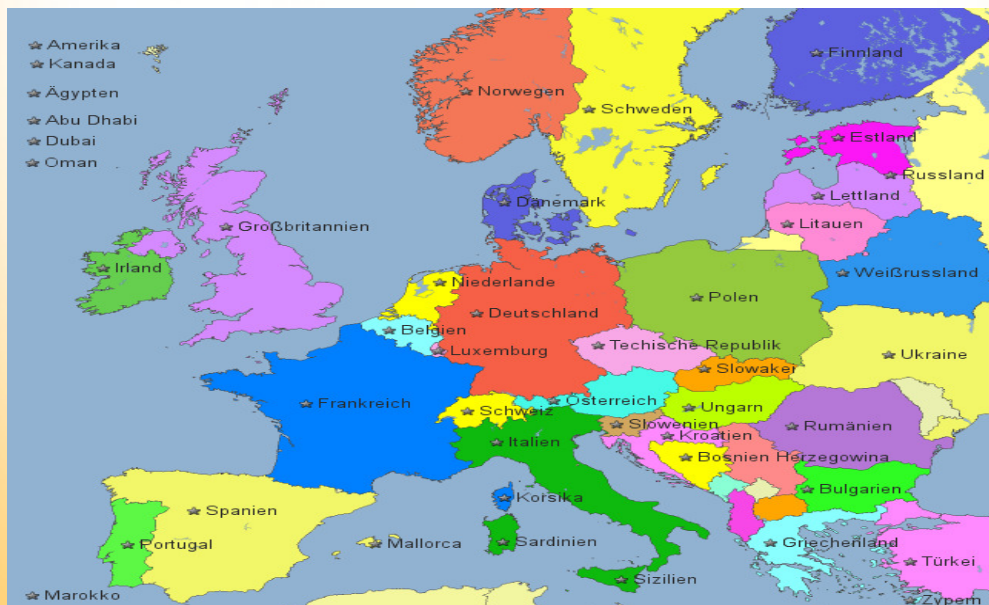 Amerika
Kanada
Ägypten
Abu Dhabi
Dubai
Oman
Finnland
Norwegen
Schweden
Estland
Russland
Lettland
Dänemark
Litauen
Großbritannien
Irland
Weißrussland
Niederlande
Polen
Deutschland
Belgien
Techische Republik
Luxemburg
Ukraine
Slowakei
Frankreich
Österreich
Schweiz
Ungarn
Slowenien
Rumänien
Kroatien
Italien
Bosnien Herzegowina
Bulgarien
Korsika
Spanien
Portugal
Mallorca
Sardinien
Griechenland
Türkei
Sizilien
Marokko
Zypern